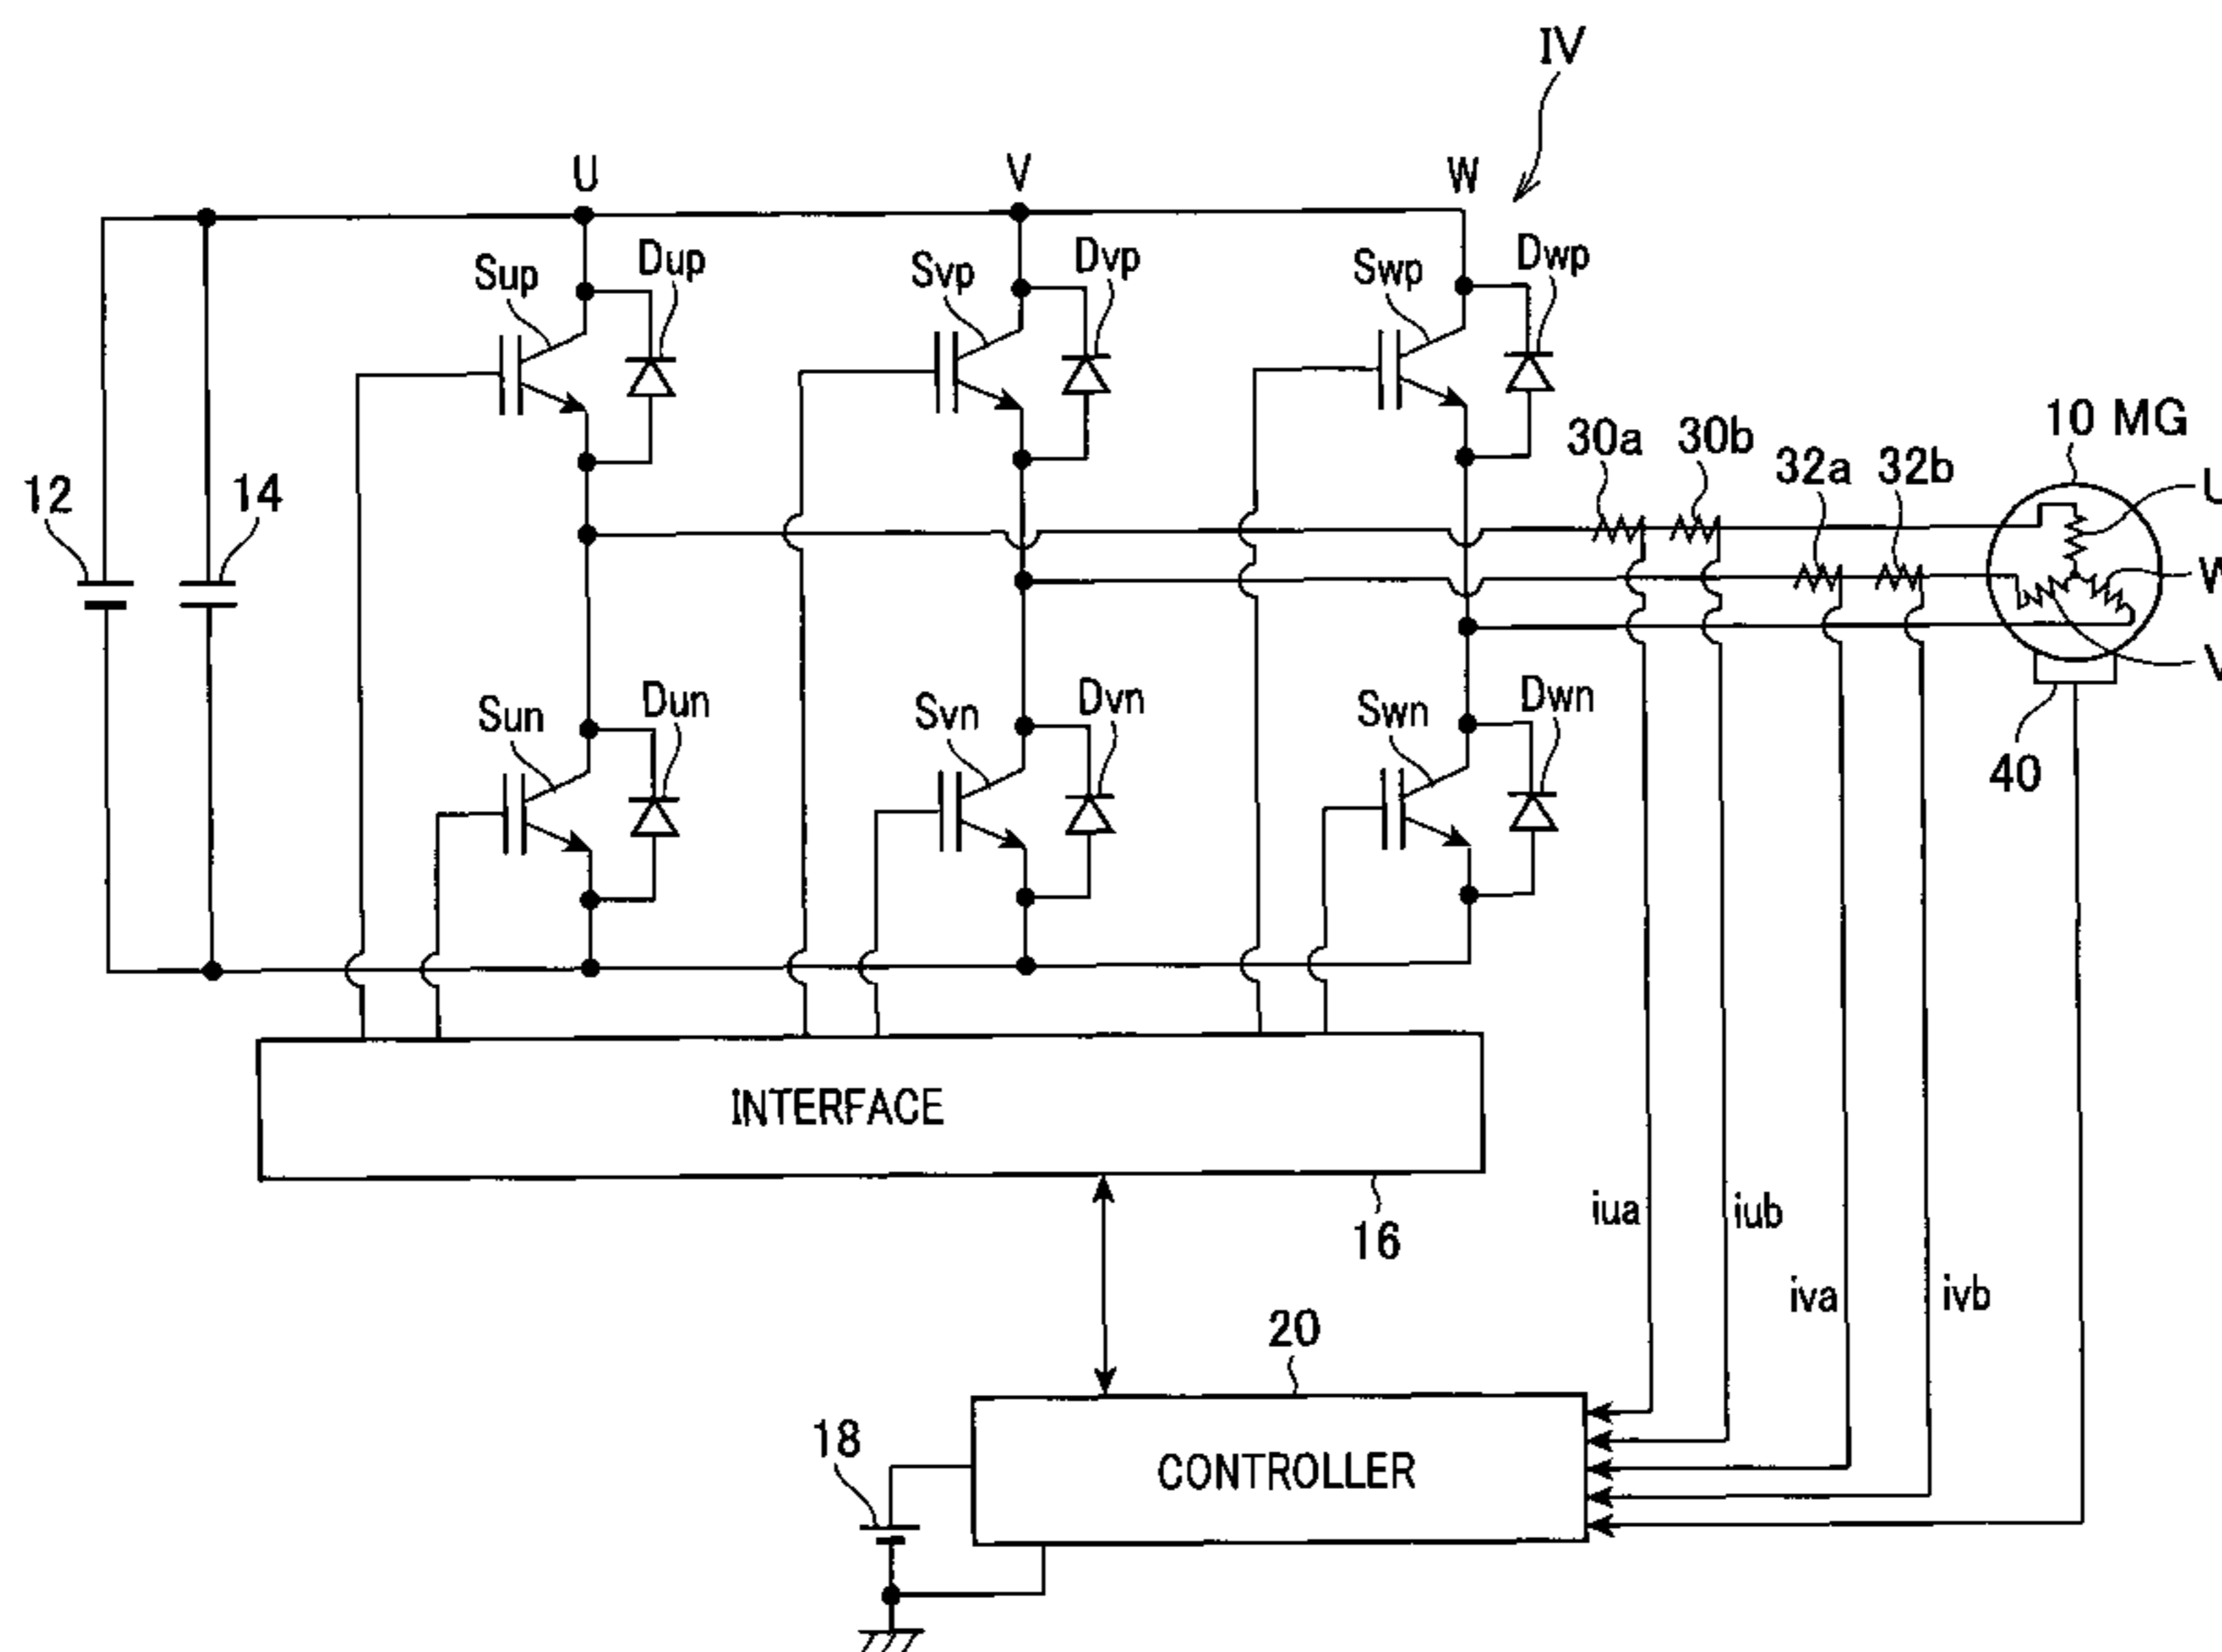 IV
U
V
W
Sup
Dup
Svp
Dvp
Swp
Dwp
30a
30b
32a
32b
10 MG
12
14
U
W
V
Sun
Dun
Svn
Dvn
Swn
Dwn
40
INTERFACE
16
iua
iub
iva
ivb
20
18
CONTROLLER